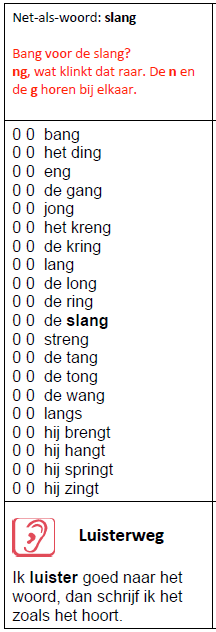 Net-als-woord: slang
Bang voor de slang?
ng, wat klinkt dat raar. De n en
de g horen bij elkaar.
0 0 bang
0 0 het ding
0 0 eng
0 0 de gang
0 0 jong
0 0 het kreng
0 0 de kring
0 0 lang
0 0 de long
0 0 de ring
0 0 de slang
0 0 streng
0 0 de tang
0 0 de tong
0 0 de wang
0 0 langs
0 0 hij brengt
0 0 hij hangt
0 0 hij springt
0 0 hij zingt
Luisterweg
Ik luister goed naar het
woord, dan schrijf ik het
zoals het hoort.